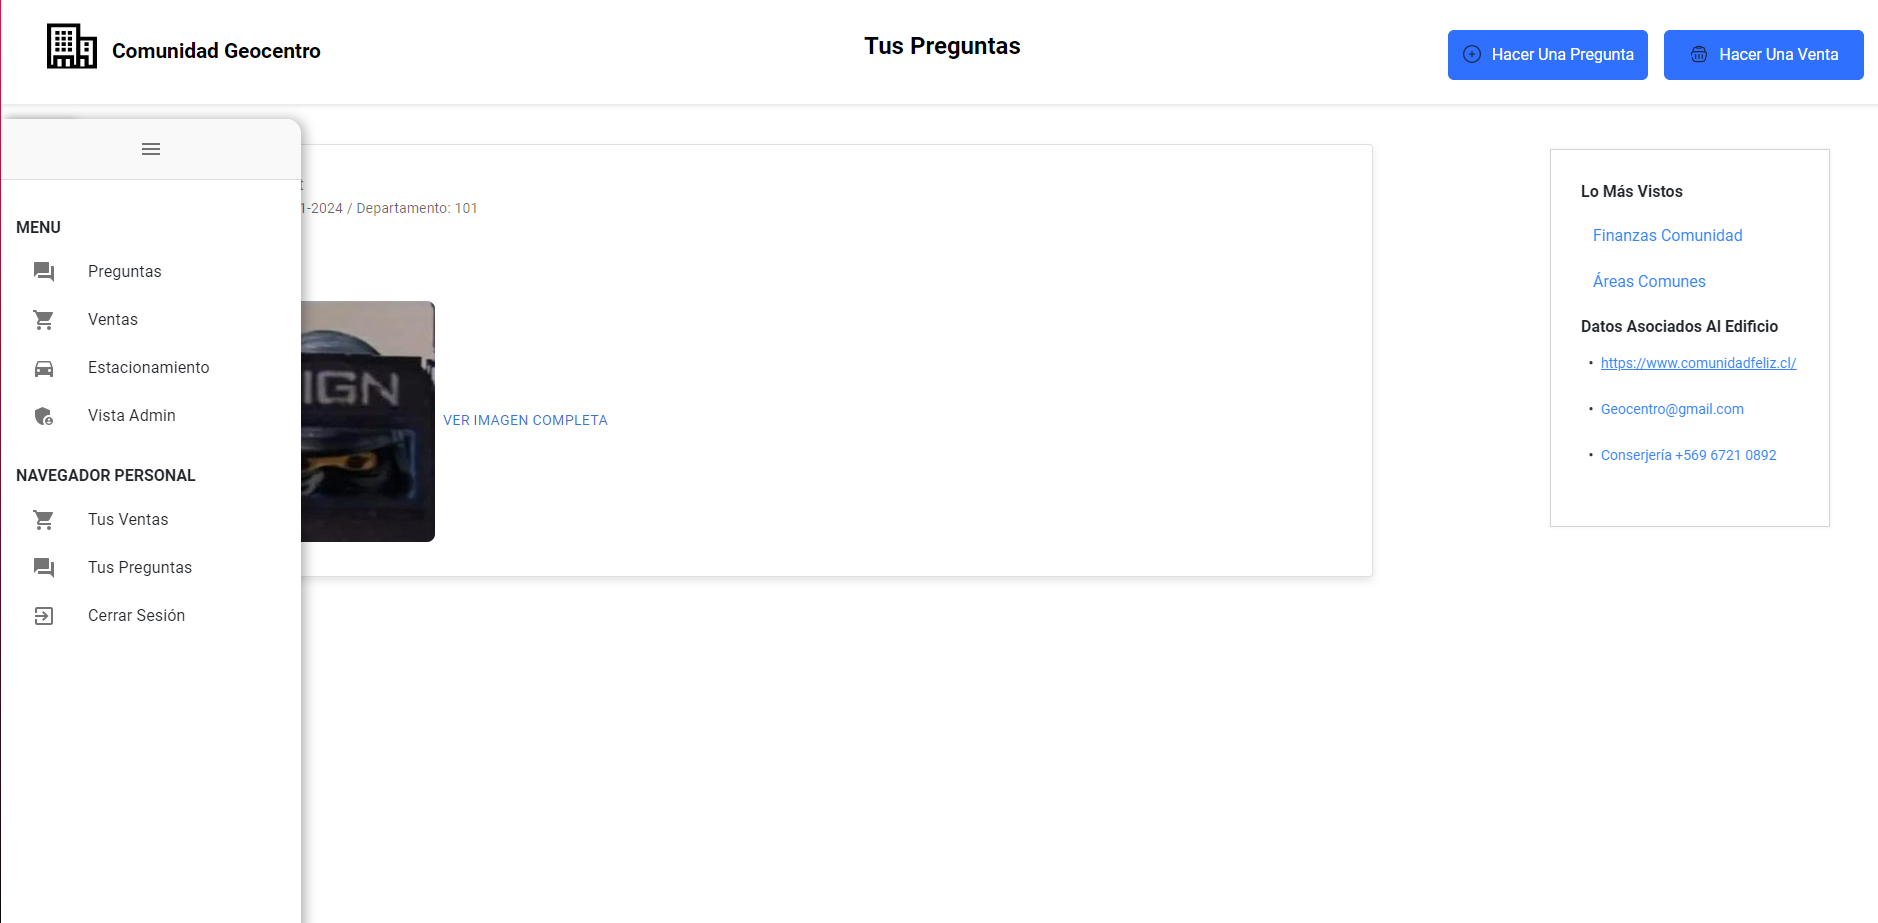 Comunidad Geocentro
Tus Preguntas
Hacer Una Pregunta
Hacer Una Venta
MENU
Preguntas
Ventas
Estacionamiento
Vista Admin
NAVEGADOR PERSONAL
Tus Ventas
Tus Preguntas
Cerrar Sesión
t
1-2024 / Departamento: 101
IGN
VER IMAGEN COMPLETA
Lo Más Vistos
Finanzas Comunidad
Áreas Comunes
Datos Asociados Al Edificio
• https://www.comunidadfeliz.cl/
• Geocentro@gmail.com
• Conserjería +569 6721 0892